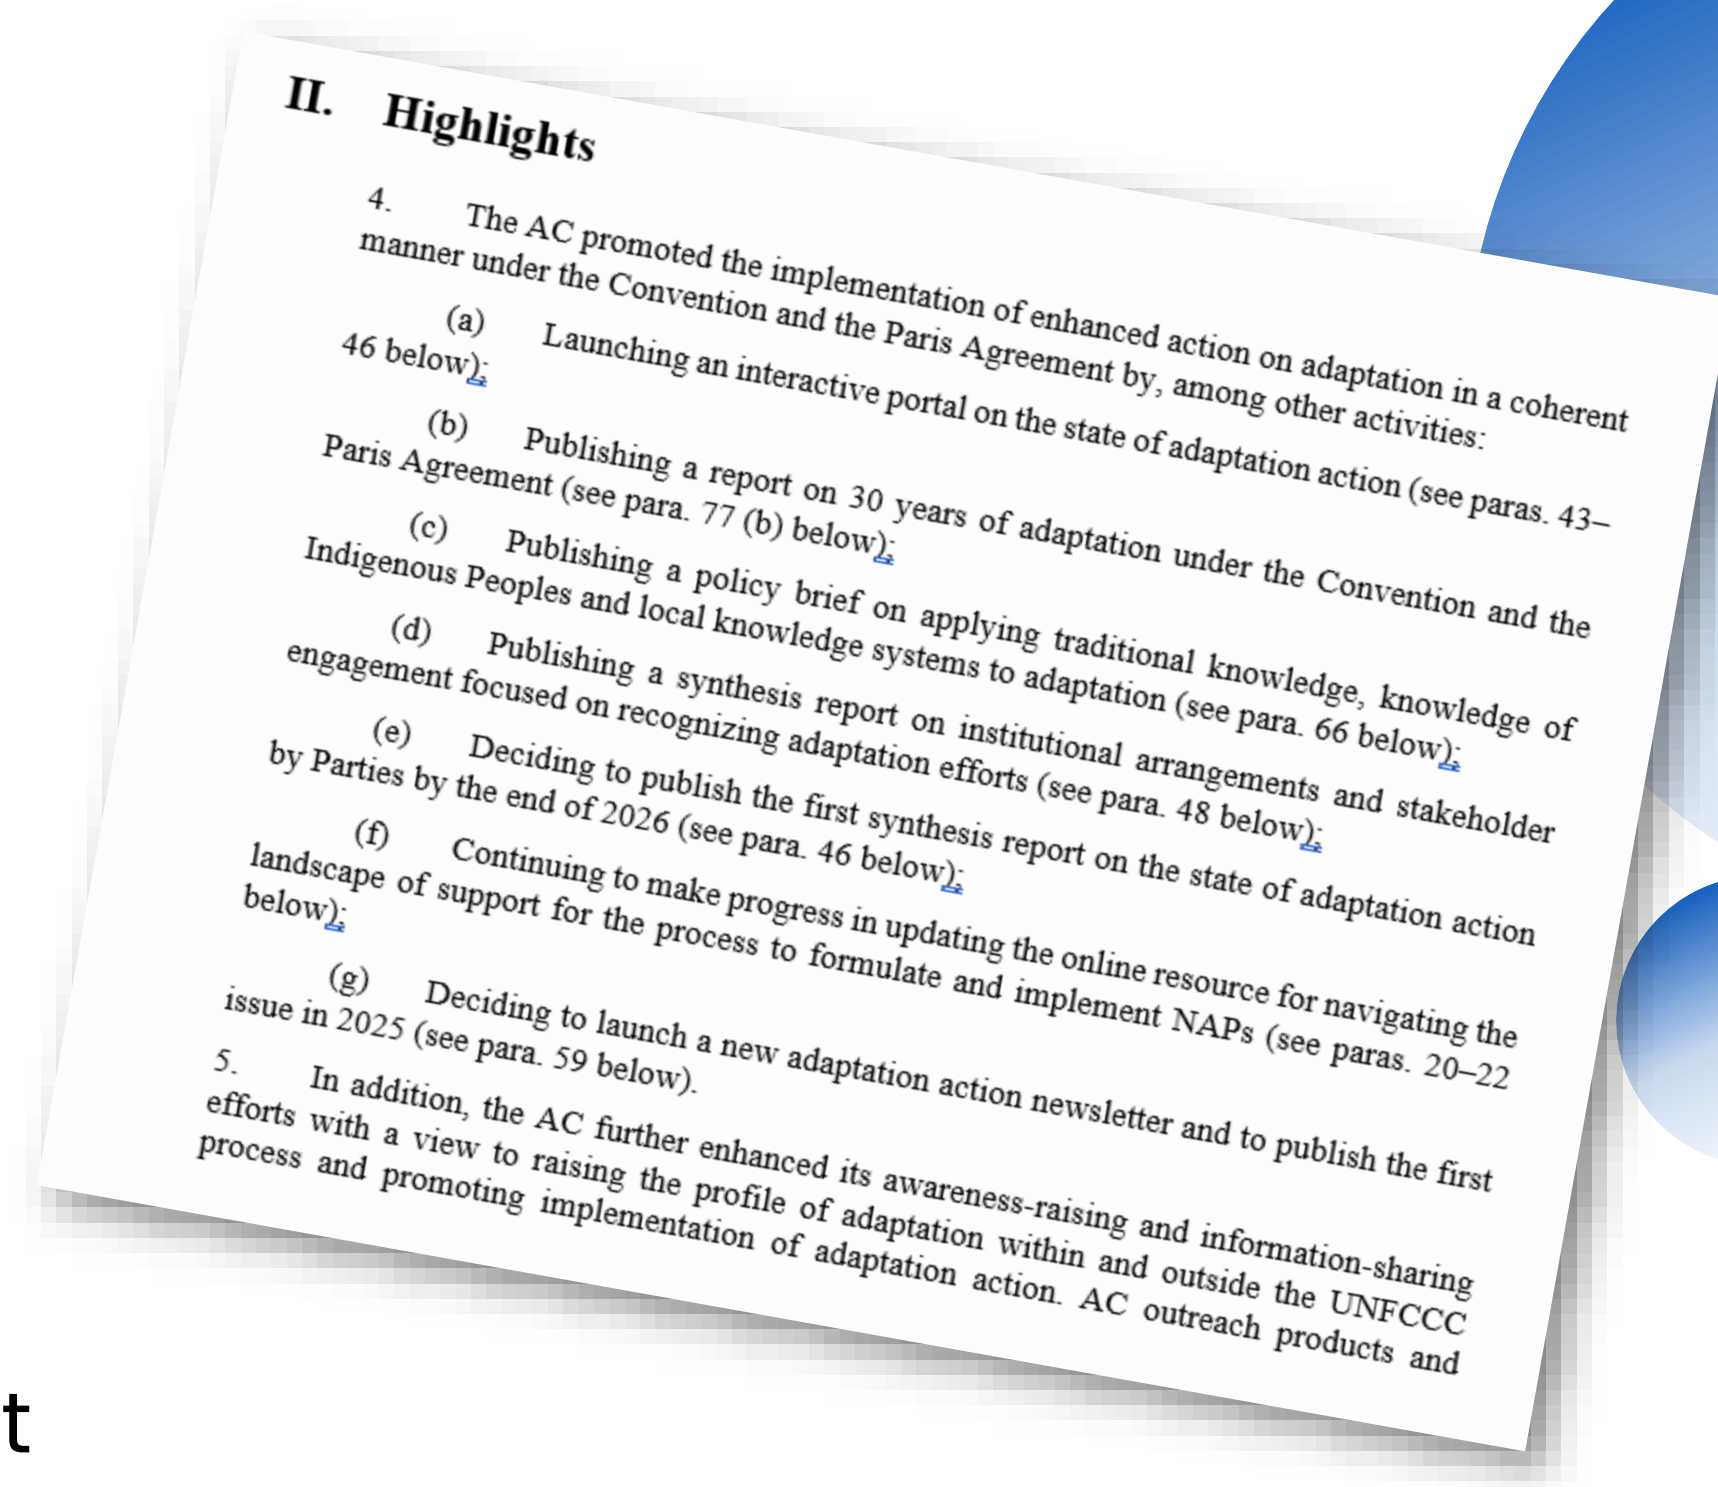 II. Highlights
4. The AC promoted the implementation of enhanced action on adaptation in a coherent
manner under the Convention and the Paris Agreement by, among other activities:
(a) Launching an interactive portal on the state of adaptation action (see paras. 43–
46 below);
(b) Publishing a report on 30 years of adaptation under the Convention and the
Paris Agreement (see para. 77 (b) below);
(c) Publishing a policy brief on applying traditional knowledge, knowledge of
Indigenous Peoples and local knowledge systems to adaptation (see para. 66 below);
(d) Publishing a synthesis report on institutional arrangements and stakeholder
engagement focused on recognizing adaptation efforts (see para. 48 below);
(e) Deciding to publish the first synthesis report on the state of adaptation action
by Parties by the end of 2026 (see para. 46 below);
(f) Continuing to make progress in updating the online resource for navigating the
landscape of support for the process to formulate and implement NAPs (see paras. 20–22
below);
(g) Deciding to launch a new adaptation action newsletter and to publish the first
issue in 2025 (see para. 59 below).
5. In addition, the AC further enhanced its awareness-raising and information-sharing
efforts with a view to raising the profile of adaptation within and outside the UNFCCC
process and promoting implementation of adaptation action. AC outreach products and
t